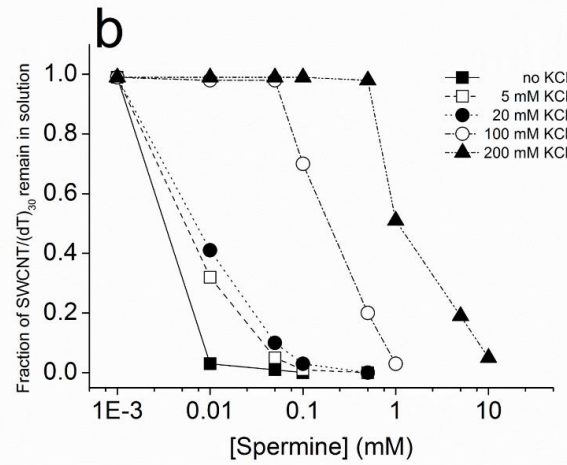 b
Fraction of SWCNT/(dT)30 remain in solution
1.0
0.8
0.6
0.4
0.2
0.0
1E-3 0.01 0.1 1 10
[Spermine] (mM)
no KCl
5 mM KCl
20 mM KCl
100 mM KCl
200 mM KCl